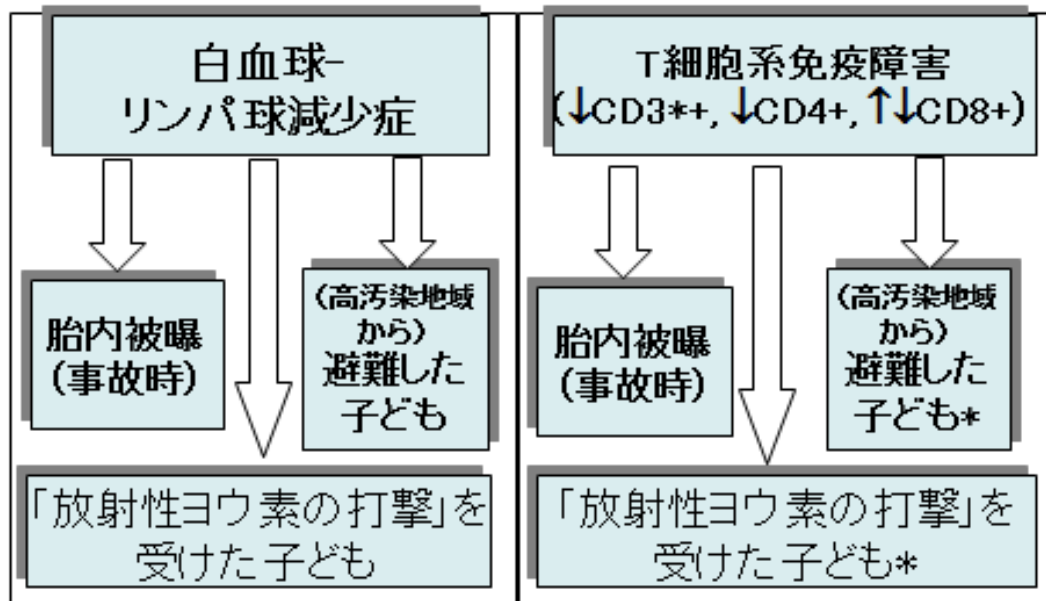 白血球-
リンパ球減少症
胎内被曝
(事故時)
(高汚染地域
から)
避難した
子ども
「放射性ヨウ素の打撃」を
受けた子ども
T細胞系免疫障害
(↓CD3*+, ↓CD4+, ↑↓CD8+)
胎内被曝
(事故時)
(高汚染地域
から)
避難した
子ども*
「放射性ヨウ素の打撃」を
受けた子ども*